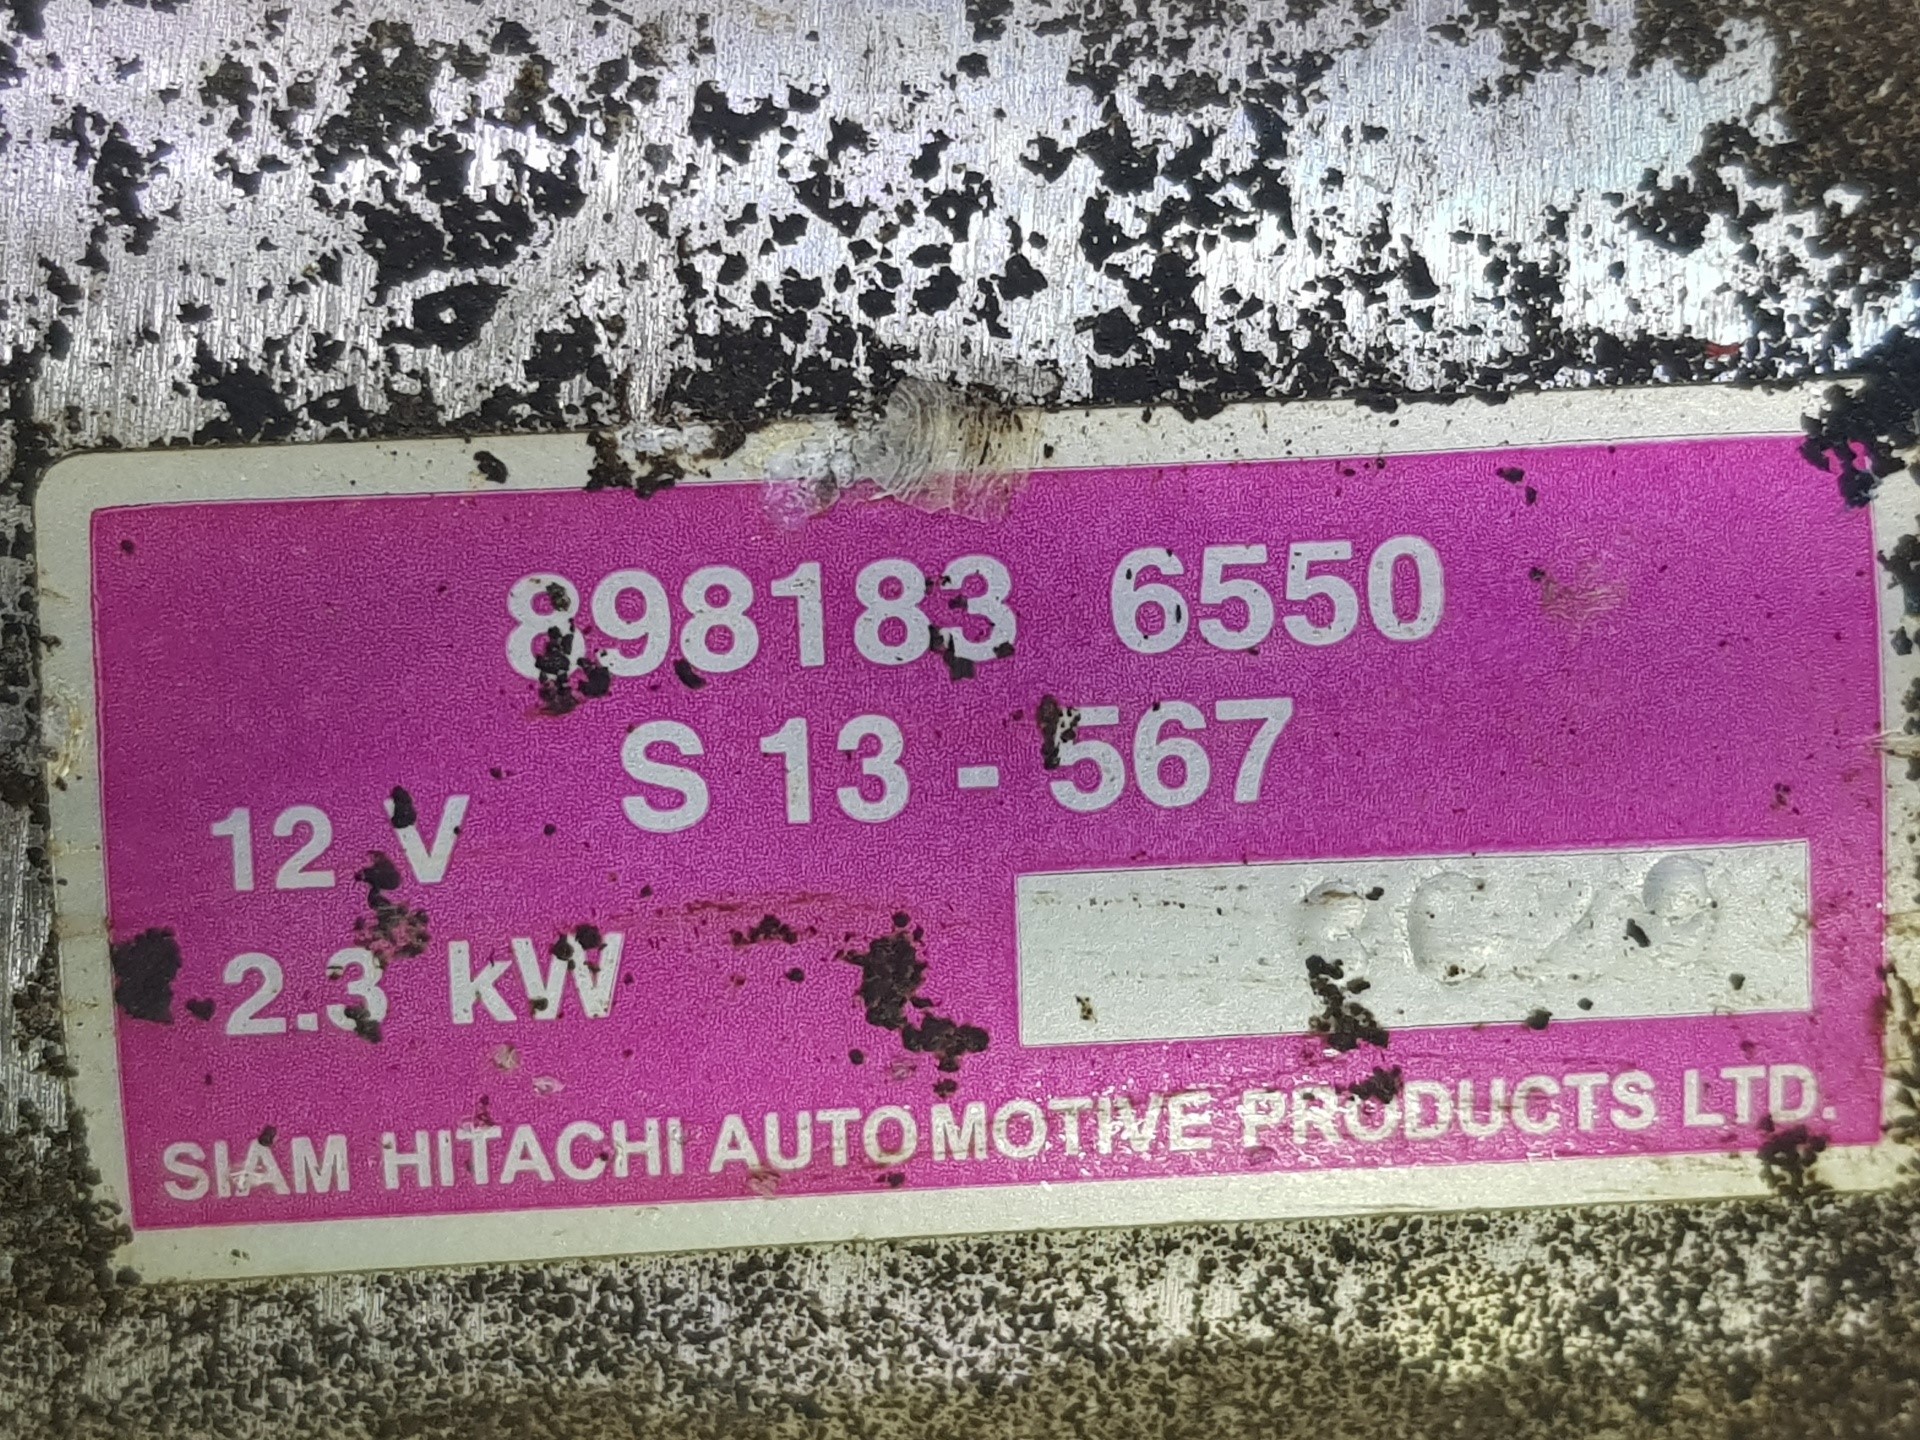 898183 6550
S 13 - 567
12 V
2.3 kW
SIAM HITACHI AUTOMOTIVE PRODUCTS LTD.